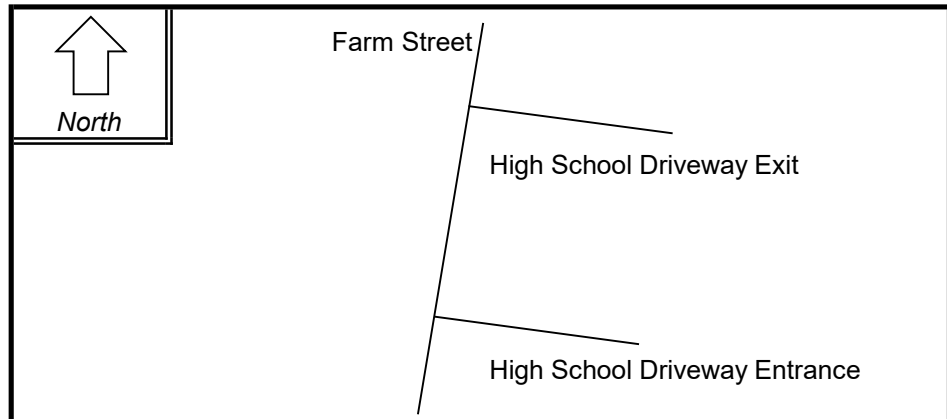 Farm Street
North
High School Driveway Exit
High School Driveway Entrance